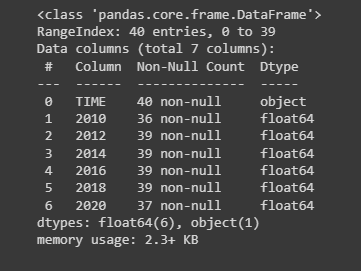 <class 'pandas.core.frame.DataFrame'>
RangeIndex: 40 entries, 0 to 39
Data columns (total 7 columns):
 #   Column  Non-Null Count  Dtype
---  ------  --------------  -----
 0   TIME    40 non-null     object
 1   2010    36 non-null     float64
 2   2012    39 non-null     float64
 3   2014    39 non-null     float64
 4   2016    39 non-null     float64
 5   2018    39 non-null     float64
 6   2020    37 non-null     float64
dtypes: float64(6), object(1)
memory usage: 2.3+ KB